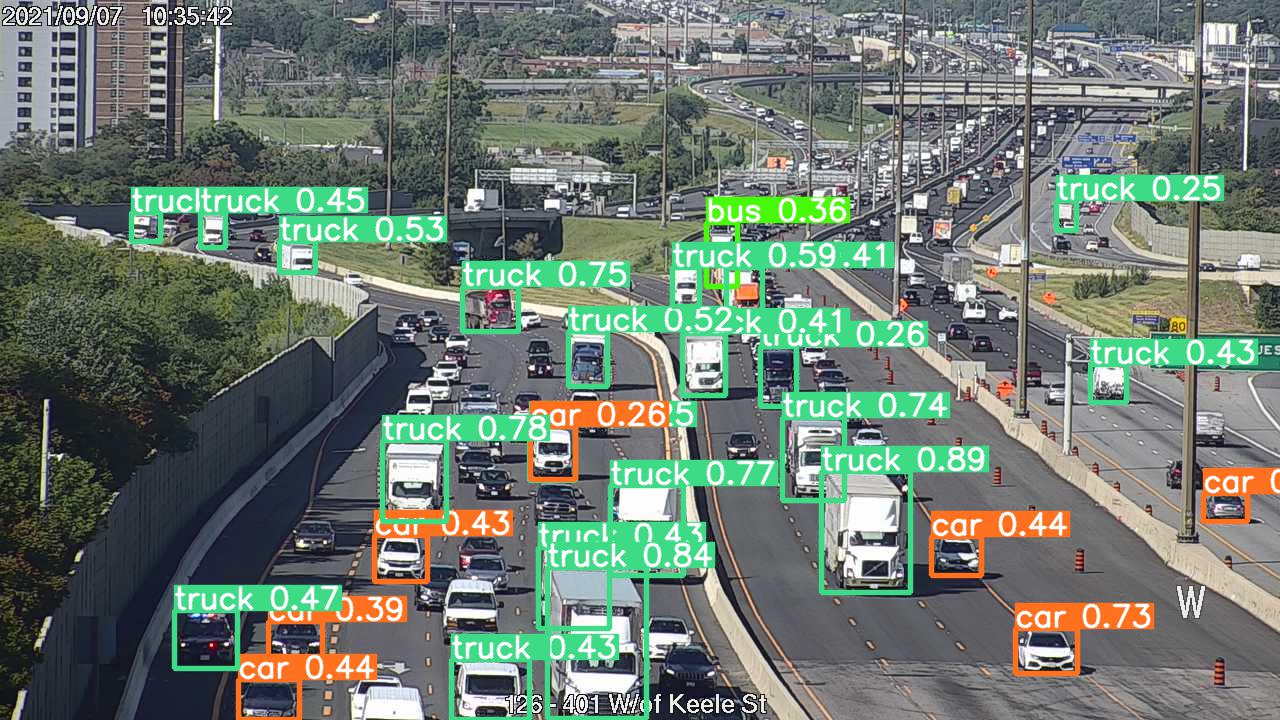 2021/09/07 10:35:42
truck 0.45
truck 0.25
bus 0.36
truck 0.53
truck 0.59
.41
truck 0.75
truck 0.52
0.41
truck 0.26
truck 0.43
truck 0.74
car 0.26
truck 0.78
truck 0.89
truck 0.77
car
car 0.43
car 0.44
truck 0.43
truck 0.84
truck 0.47
car 0.39
W
car 0.73
truck 0.43
car 0.44
126 - 401 W/of Keele St
80